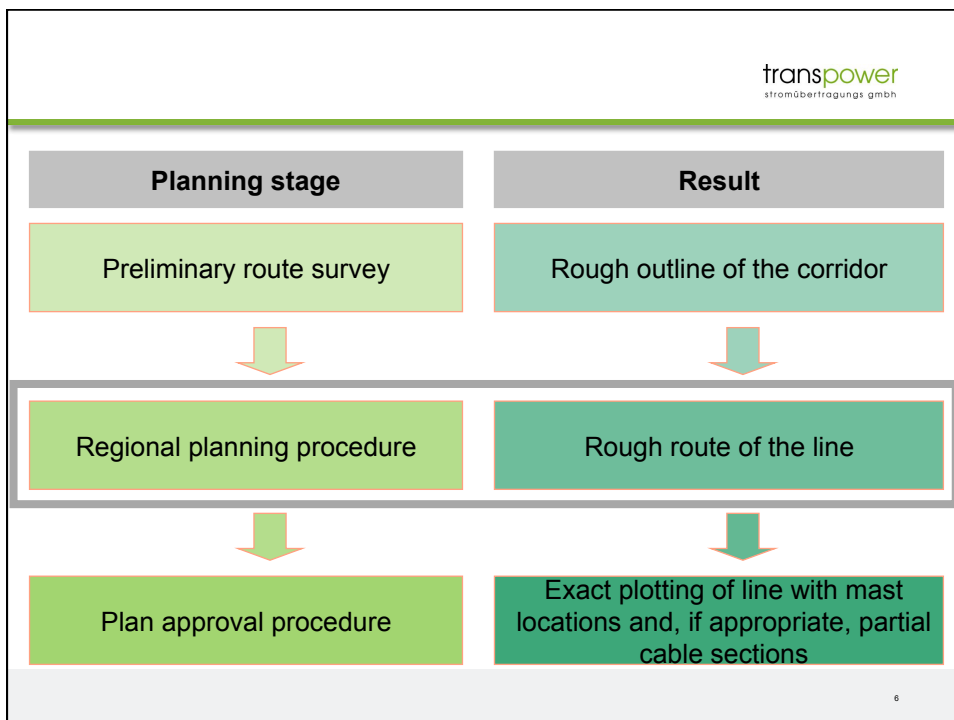 transpower
stromübertragungs gmbh
Planning stage
Result
Preliminary route survey
Rough outline of the corridor
Regional planning procedure
Rough route of the line
Plan approval procedure
Exact plotting of line with mast
locations and, if appropriate, partial
cable sections
6